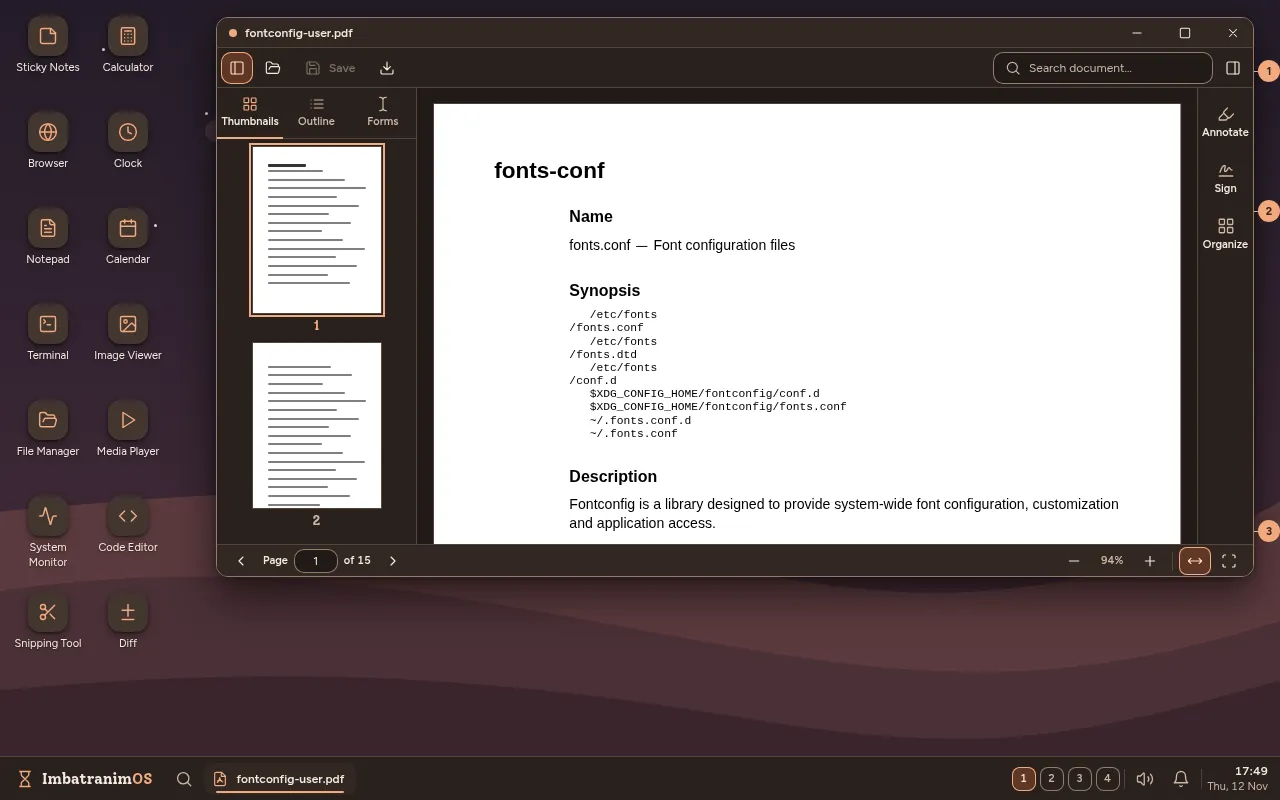 Sticky Notes
Calculator
Browser
Clock
Notepad
Calendar
Terminal
Image Viewer
File Manager
Media Player
System
Monitor
Code Editor
Snipping Tool
Diff
fontconfig-user.pdf
Save
Search document...
Thumbnails
Outline
Forms
1
2
fonts-conf
Name
fonts.conf — Font configuration files
Synopsis
/etc/fonts
/fonts.conf
/etc/fonts
/fonts.dtd
/etc/fonts
/conf.d
$XDG_CONFIG_HOME/fontconfig/conf.d
$XDG_CONFIG_HOME/fontconfig/fonts.conf
~/.fonts.conf.d
~/.fonts.conf
Description
Fontconfig is a library designed to provide system-wide font configuration, customization
and application access.
Annotate
Sign
Organize
1
2
3
Page 1 of 15
94%
ImbatranimOS
fontconfig-user.pdf
1 2 3 4
17:49
Thu, 12 Nov